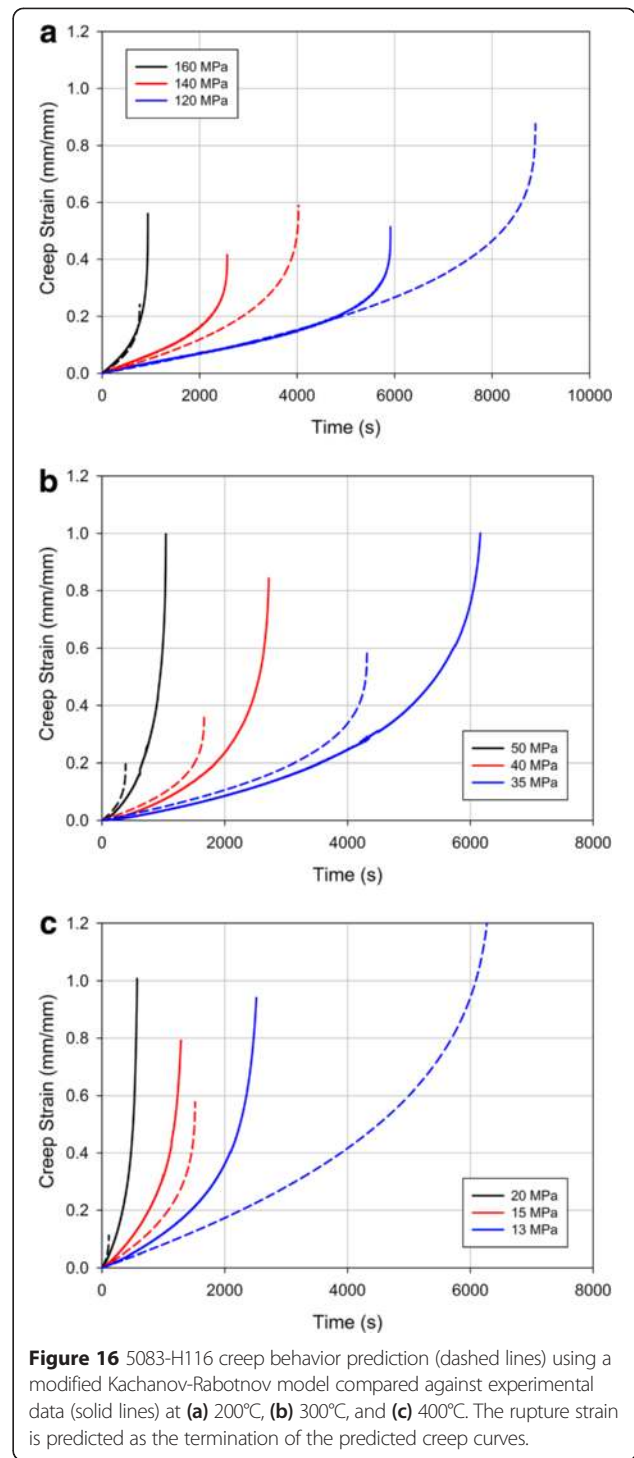 a
1.2
1.0
0.8
0.6
0.4
0.2
0.0
Creep Strain (mm/mm)
160 MPa
140 MPa
120 MPa
0 2000 4000 6000 8000 10000
Time (s)
b
1.2
1.0
0.8
0.6
0.4
0.2
0.0
Creep Strain (mm/mm)
50 MPa
40 MPa
35 MPa
0 2000 4000 6000 8000
Time (s)
c
1.2
1.0
0.8
0.6
0.4
0.2
0.0
Creep Strain (mm/mm)
20 MPa
15 MPa
13 MPa
0 2000 4000 6000 8000
Time (s)
Figure 16 5083-H116 creep behavior prediction (dashed lines) using a
modified Kachanov-Rabotnov model compared against experimental
data (solid lines) at (a) 200°C, (b) 300°C, and (c) 400°C. The rupture strain
is predicted as the termination of the predicted creep curves.